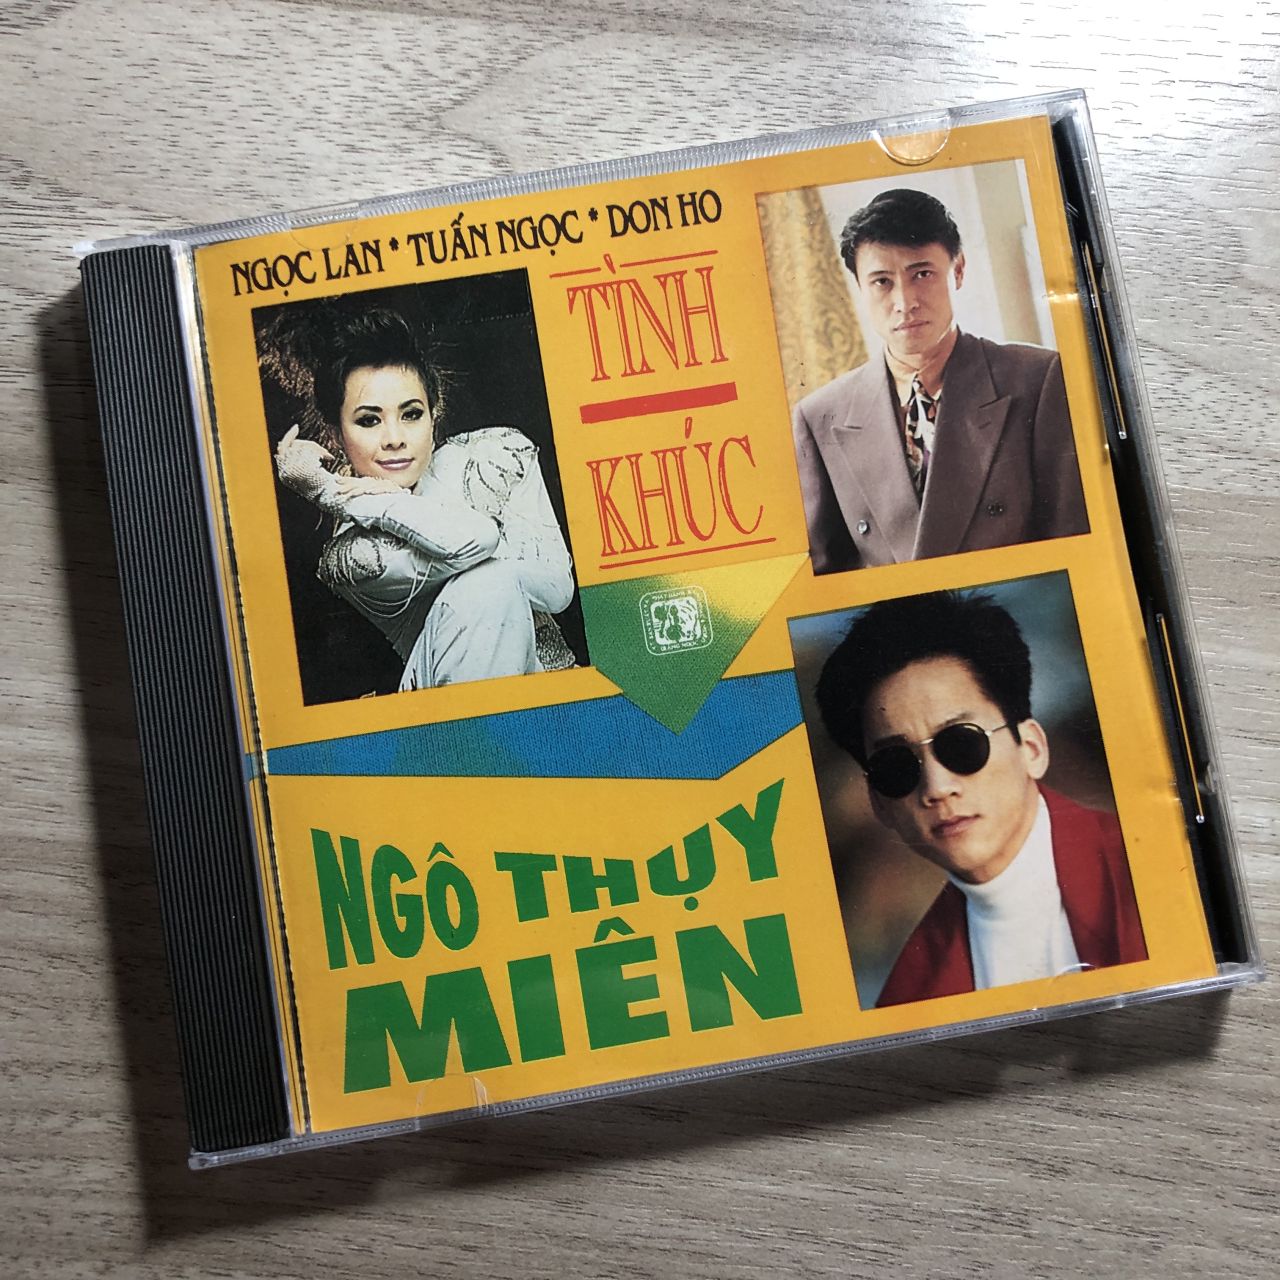 NGỌC LAN * TUẤN NGỌC * DON HO
TÌNH
KHÚC
NGÔ THỤY
MIÊN